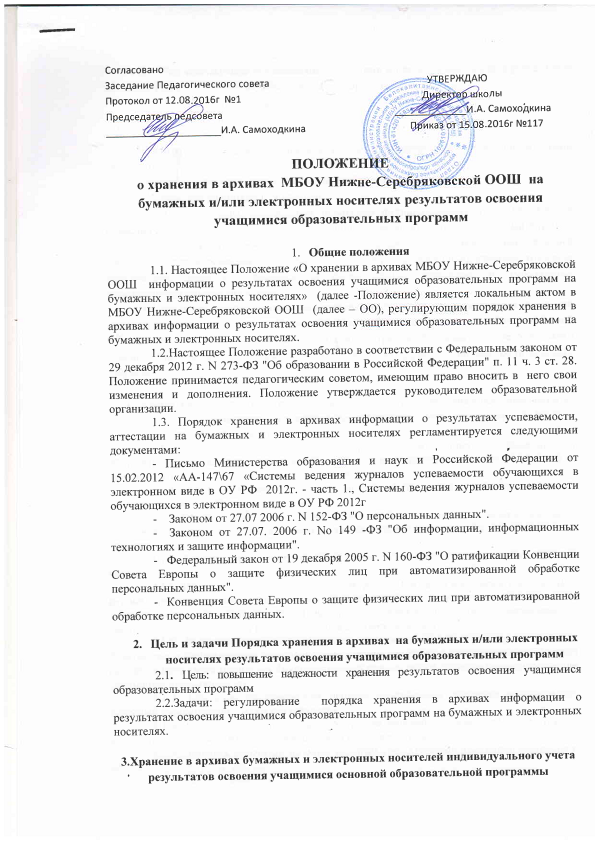 Согласовано
Заседание Педагогического совета
Протокол от 12.08.2016г №1
Председатель педсовета
И.А. Самоходкина
УТВЕРЖДАЮ
Директор школы
И.А. Самоходкина
Приказ от 15.08.2016г №117
ПОЛОЖЕНИЕ
о хранения в архивах МБОУ Нижне-Серебряковской ООШ на
бумажных и/или электронных носителях результатов освоения
учащимися образовательных программ
1. Общие положения
1.1. Настоящее Положение «О хранении в архивах МБОУ Нижне-Серебряковской
ООШ информации о результатах освоения учащимися образовательных программ на
бумажных и электронных носителях» (далее -Положение) является локальным актом в
МБОУ Нижне-Серебряковской ООШ (далее – ОО), регулирующим порядок хранения в
архивах информации о результатах освоения учащимися образовательных программ на
бумажных и электронных носителях.
1.2.Настоящее Положение разработано в соответствии с Федеральным законом от
29 декабря 2012 г. N 273-ФЗ "Об образовании в Российской Федерации" п. 11 ч. 3 ст. 28.
Положение принимается педагогическим советом, имеющим право вносить в него свои
изменения и дополнения. Положение утверждается руководителем образовательной
организации.
1.3. Порядок хранения в архивах информации о результатах успеваемости,
аттестации на бумажных и электронных носителях регламентируется следующими
документами:
- Письмо Министерства образования и наук и Российской Федерации от
15.02.2012 «АА-147\67 «Системы ведения журналов успеваемости обучающихся в
электронном виде в ОУ РФ 2012г. - часть 1., Системы ведения журналов успеваемости
обучающихся в электронном виде в ОУ РФ 2012г
- Законом от 27.07 2006 г. N 152-ФЗ "О персональных данных".
- Законом от 27.07. 2006 г. No 149 -ФЗ "Об информации, информационных
технологиях и защите информации".
- Федеральный закон от 19 декабря 2005 г. N 160-ФЗ "О ратификации Конвенции
Совета Европы о защите физических лиц при автоматизированной обработке
персональных данных".
- Конвенция Совета Европы о защите физических лиц при автоматизированной
обработке персональных данных.
2. Цель и задачи Порядка хранения в архивах на бумажных и/или электронных
носителях результатов освоения учащимися образовательных программ
2.1. Цель: повышение надежности хранения результатов освоения учащимися
образовательных программ
2.2.Задачи: регулирование порядка хранения в архивах информации о
результатах освоения учащимися образовательных программ на бумажных и электронных
носителях.
3.Хранение в архивах бумажных и электронных носителей индивидуального учета
результатов освоения учащимися основной образовательной программы